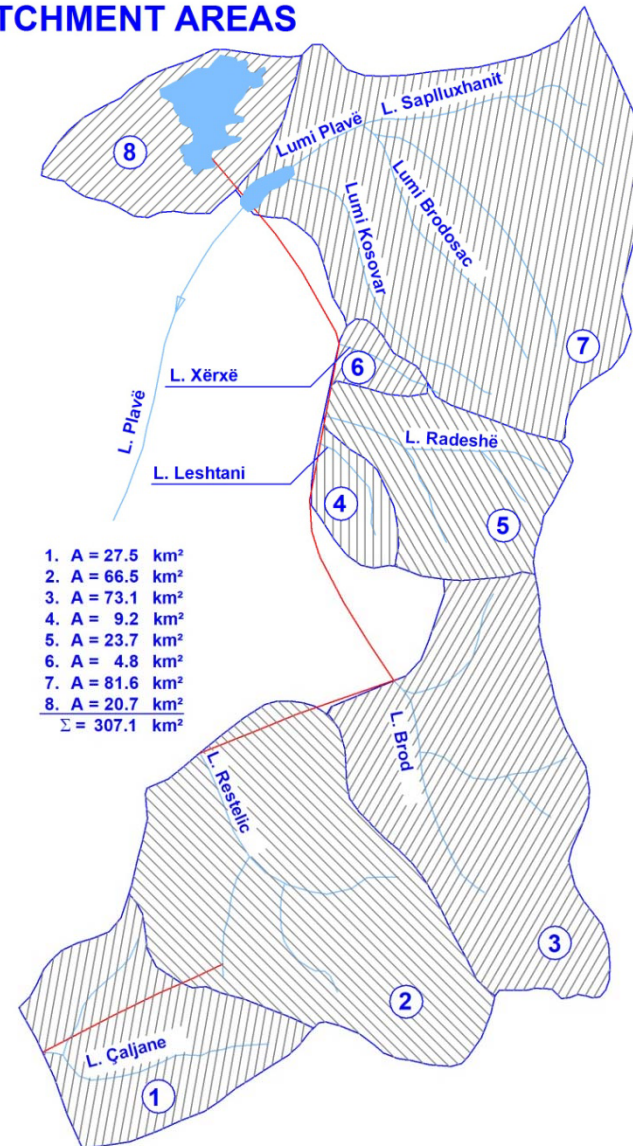 TCHMENT AREAS
L. Saplluxhanit
Lumi Plavë
8
Lumi Brodosac
Lumi Kosovar
7
6
L. Xërxë
L. Plavë
L. Radeshë
L. Leshtani
4
5
1. A = 27.5 km²
2. A = 66.5 km²
3. A = 73.1 km²
4. A = 9.2 km²
5. A = 23.7 km²
6. A = 4.8 km²
7. A = 81.6 km²
8. A = 20.7 km²
Σ = 307.1 km²
L. Brod
L. Restelic
3
2
L. Çaljane
1